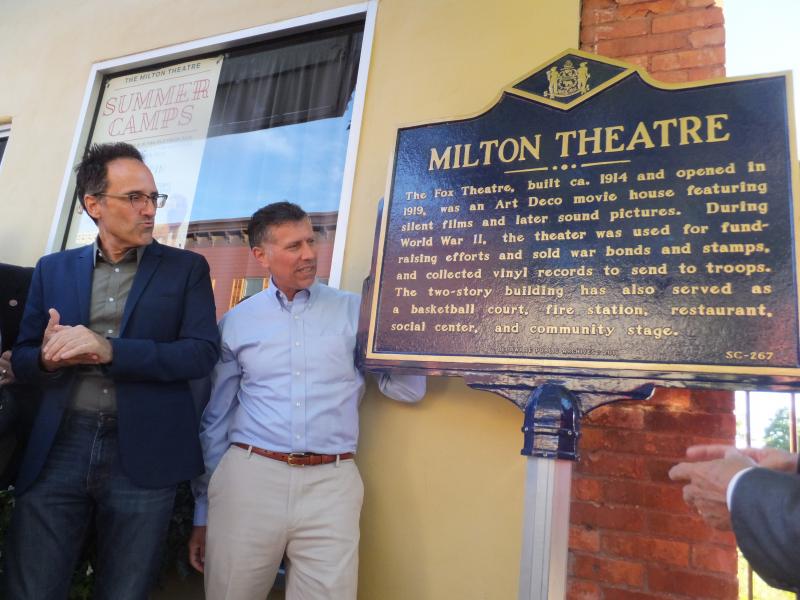 THE MILTON THEATRE
SUMMER
CAMPS
MILTON THEATRE
The Fox Theatre, built ca. 1914 and opened in
1919, was an Art Deco movie house featuring
silent films and later sound pictures. During
World War II, the theater was used for fund-
raising efforts and sold war bonds and stamps,
and collected vinyl records to send to troops.
The two-story building has also served as
a basketball court, fire station, restaurant,
social center, and community stage.
DELAWARE PUBLIC ARCHIVES
SC-267